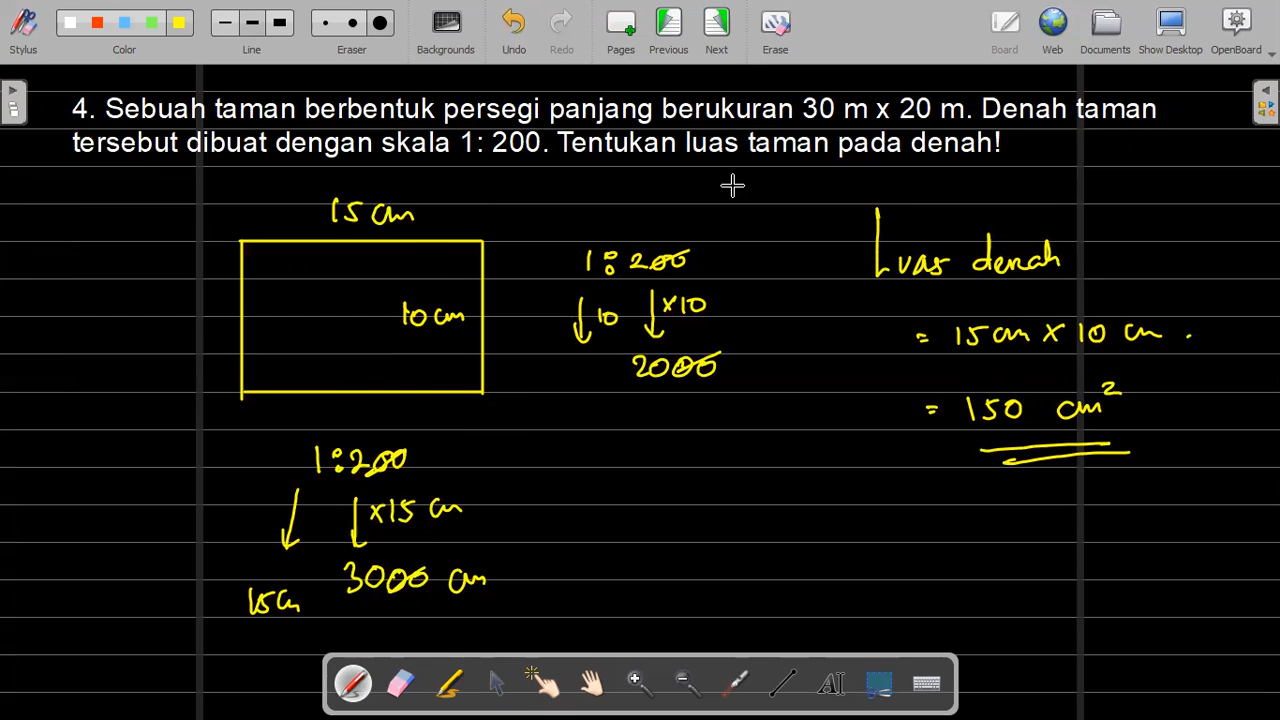 Stylus Color Line Eraser Backgrounds Undo Redo Pages Previous Next Erase Board Web Documents Show Desktop OpenBoard
4. Sebuah taman berbentuk persegi panjang berukuran 30 m x 20 m. Denah taman
tersebut dibuat dengan skala 1: 200. Tentukan luas taman pada denah!
15 cm
10 cm
1:200
10 ×10
2000
Luas denah
= 15 cm × 10 cm .
= 150 cm²
1:200
×15 cm
3000 cm
15 cm